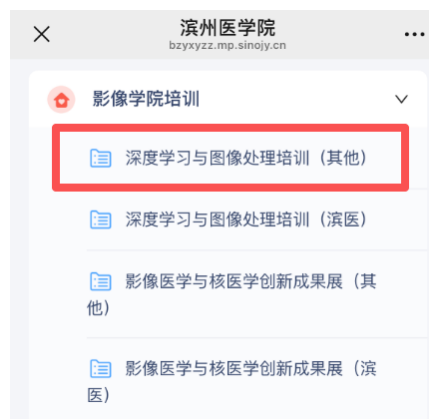 滨州医学院
bzyxyzz.mp.sinojy.cn
影像学院培训
深度学习与图像处理培训（其他）
深度学习与图像处理培训（滨医）
影像医学与核医学创新成果展（其
他）
影像医学与核医学创新成果展（滨
医）